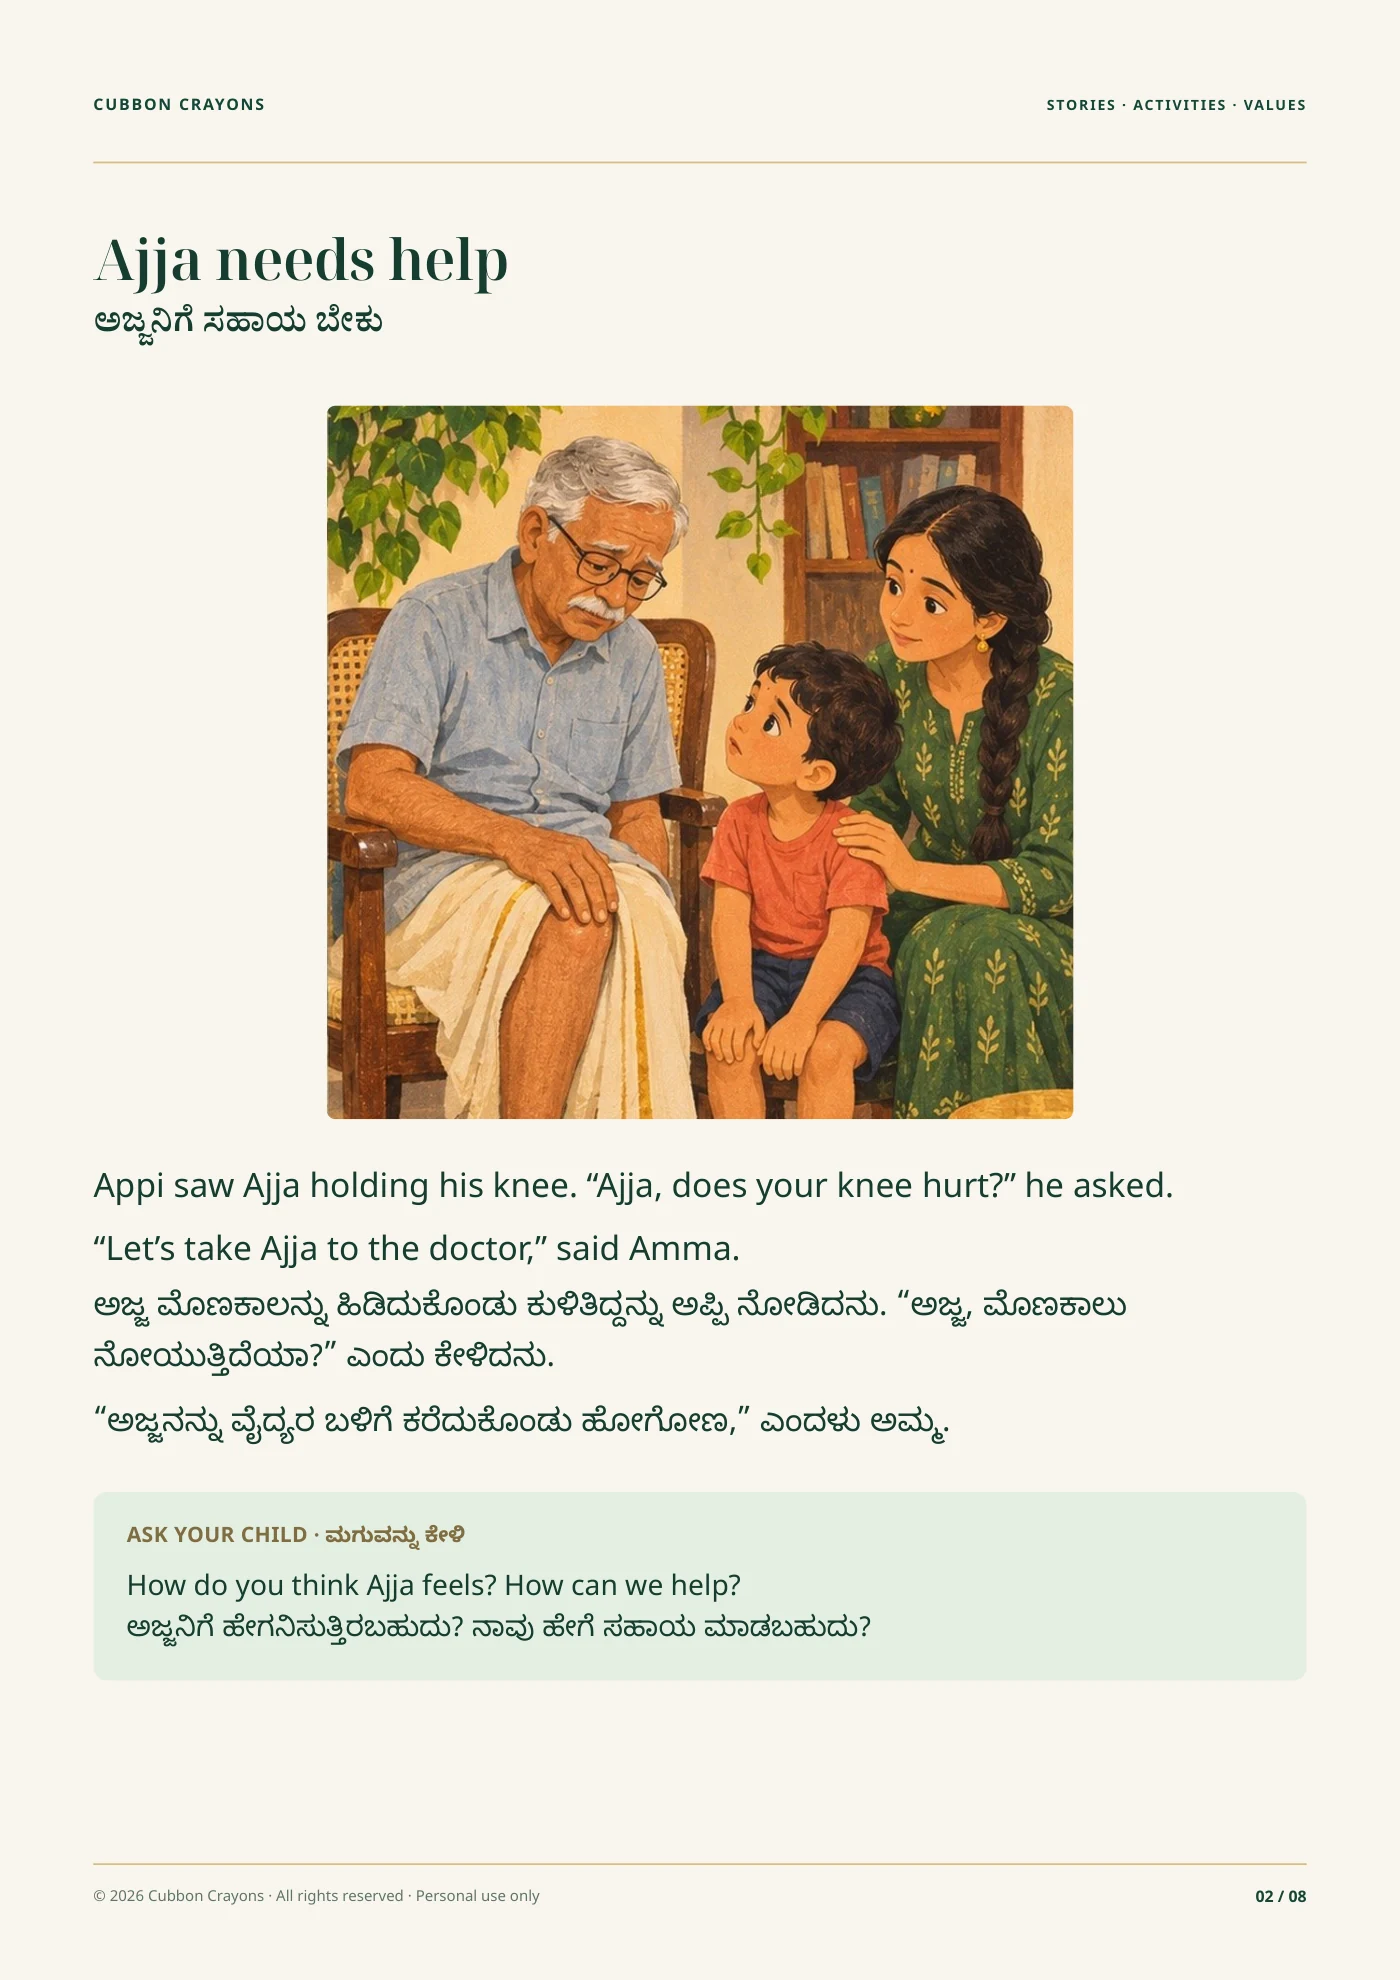 CUBBON CRAYONS
STORIES · ACTIVITIES · VALUES
Ajja needs help
ಅಜ್ಜನಿಗೆ ಸಹಾಯ ಬೇಕು
Appi saw Ajja holding his knee. “Ajja, does your knee hurt?” he asked.
“Let’s take Ajja to the doctor,” said Amma.
ಅಜ್ಜ ಮೊಣಕಾಲನ್ನು ಹಿಡಿದುಕೊಂಡು ಕುಳಿತಿದ್ದನ್ನು ಅಪ್ಪಿ ನೋಡಿದನು. “ಅಜ್ಜ, ಮೊಣಕಾಲು
ನೋಯುತ್ತಿದೆಯಾ?” ಎಂದು ಕೇಳಿದನು.
“ಅಜ್ಜನನ್ನು ವೈದ್ಯರ ಬಳಿಗೆ ಕರೆದುಕೊಂಡು ಹೋಗೋಣ,” ಎಂದಳು ಅಮ್ಮ.
ASK YOUR CHILD · ಮಗುವನ್ನು ಕೇಳಿ
How do you think Ajja feels? How can we help?
ಅಜ್ಜನಿಗೆ ಹೇಗನಿಸುತ್ತಿರಬಹುದು? ನಾವು ಹೇಗೆ ಸಹಾಯ ಮಾಡಬಹುದು?
© 2026 Cubbon Crayons · All rights reserved · Personal use only
02 / 08